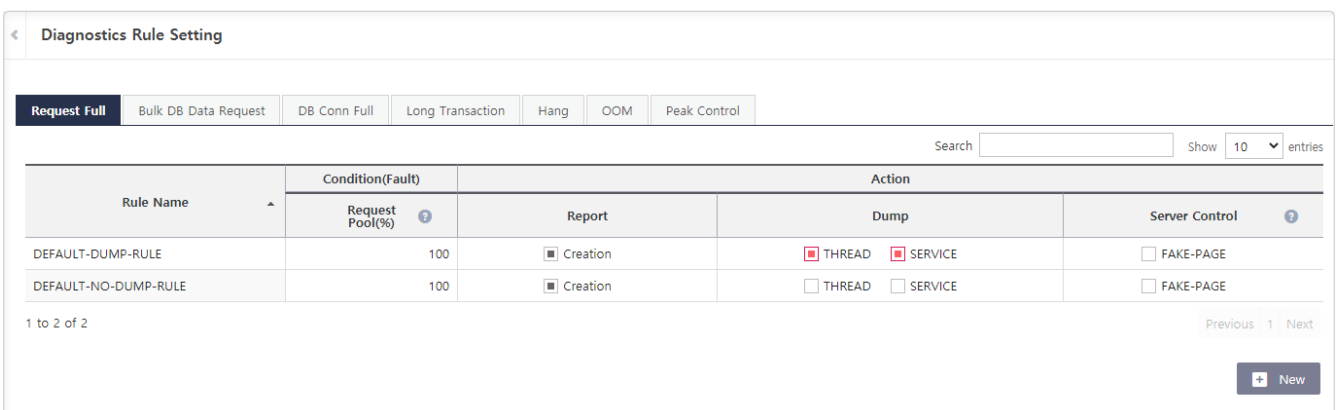 Diagnostics Rule Setting
Request Full Bulk DB Data Request DB Conn Full Long Transaction Hang OOM Peak Control
Search Show 10 entries
Condition(Fault) Action
Rule Name Request Pool(%) ? Report Dump Server Control ?
DEFAULT-DUMP-RULE 100 Creation THREAD SERVICE FAKE-PAGE
DEFAULT-NO-DUMP-RULE 100 Creation THREAD SERVICE FAKE-PAGE
1 to 2 of 2 Previous 1 Next
+ New